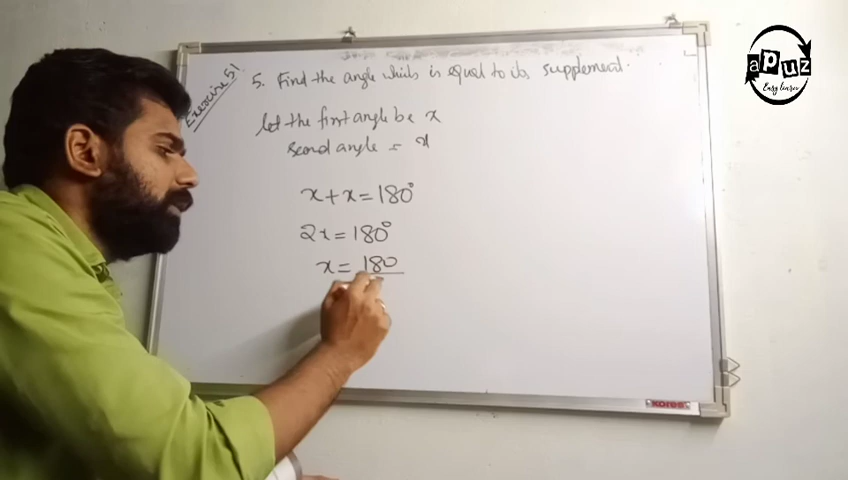 Exercise 5.1
5. Find the angle which is equal to its supplement.
let the first angle be x
second angle = x
x + x = 180°
2x = 180°
x = 180
apuz
Easy learn
kores